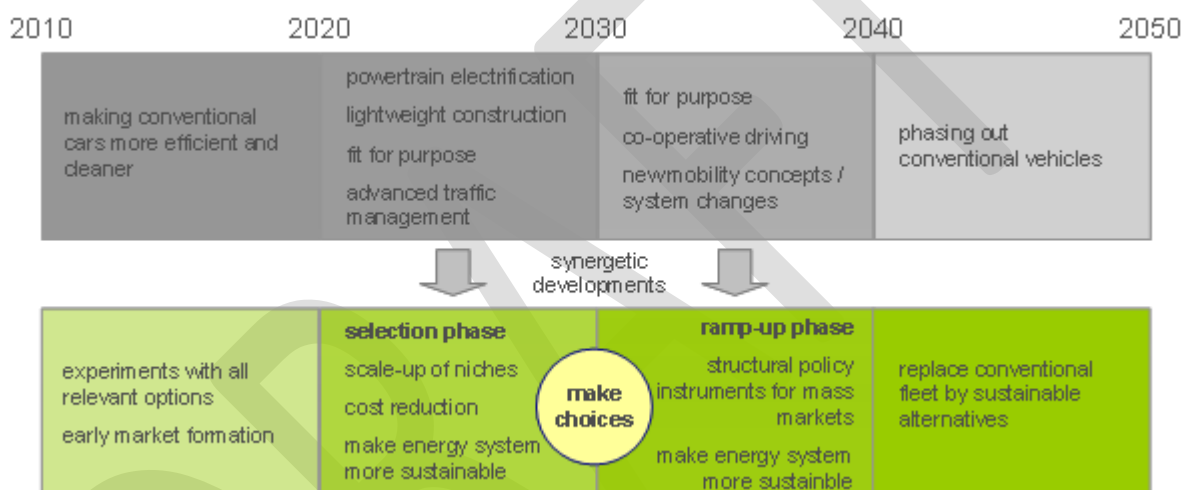 2010
2020
2030
2040
2050
making conventional
cars more efficient and
cleaner
powertrain electrification
lightweight construction
fit for purpose
advanced traffic
management
fit for purpose
co-operative driving
newmobility concepts /
system changes
phasing out
conventional vehicles
synergetic
developments
experiments with all
relevant options
early market formation
selection phase
scale-up of niches
cost reduction
make energy system
more sustainable
make
choices
ramp-up phase
structural policy
instruments for mass
markets
make energy system
more sustainble
replace conventional
fleet by sustainable
alternatives